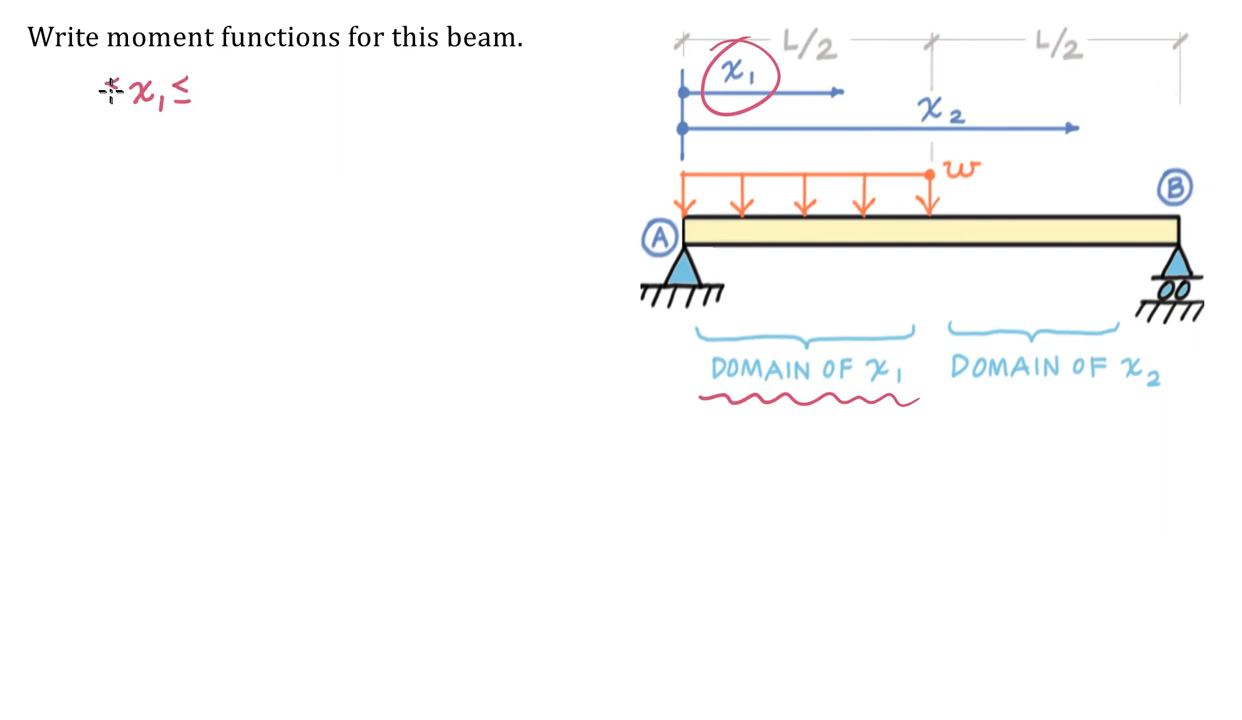 Write moment functions for this beam.
≤ x₁ ≤
L/2 L/2
x₁
x₂
w
A
B
DOMAIN OF x₁ DOMAIN OF x₂